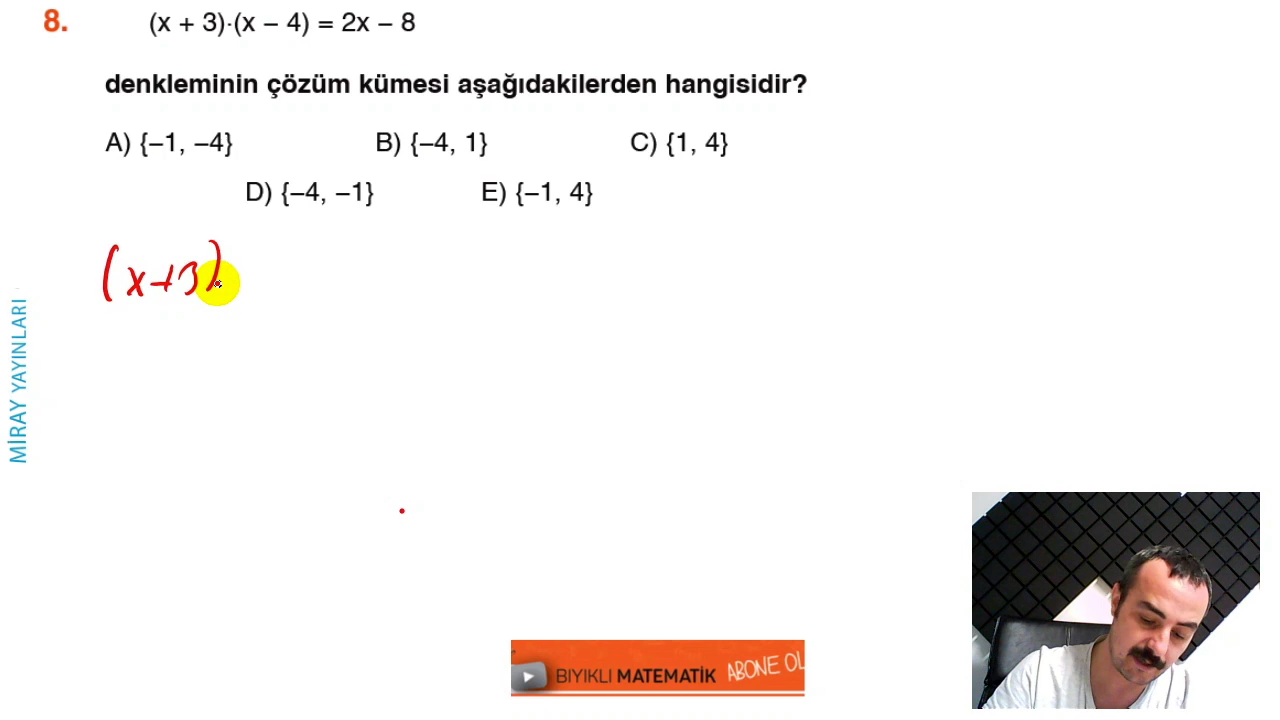 8. (x + 3)·(x − 4) = 2x − 8
denkleminin çözüm kümesi aşağıdakilerden hangisidir?
A) {−1, −4} B) {−4, 1} C) {1, 4}
D) {−4, −1} E) {−1, 4}
(x+3)
MİRAY YAYINLARI
BIYIKLI MATEMATİK ABONE OL